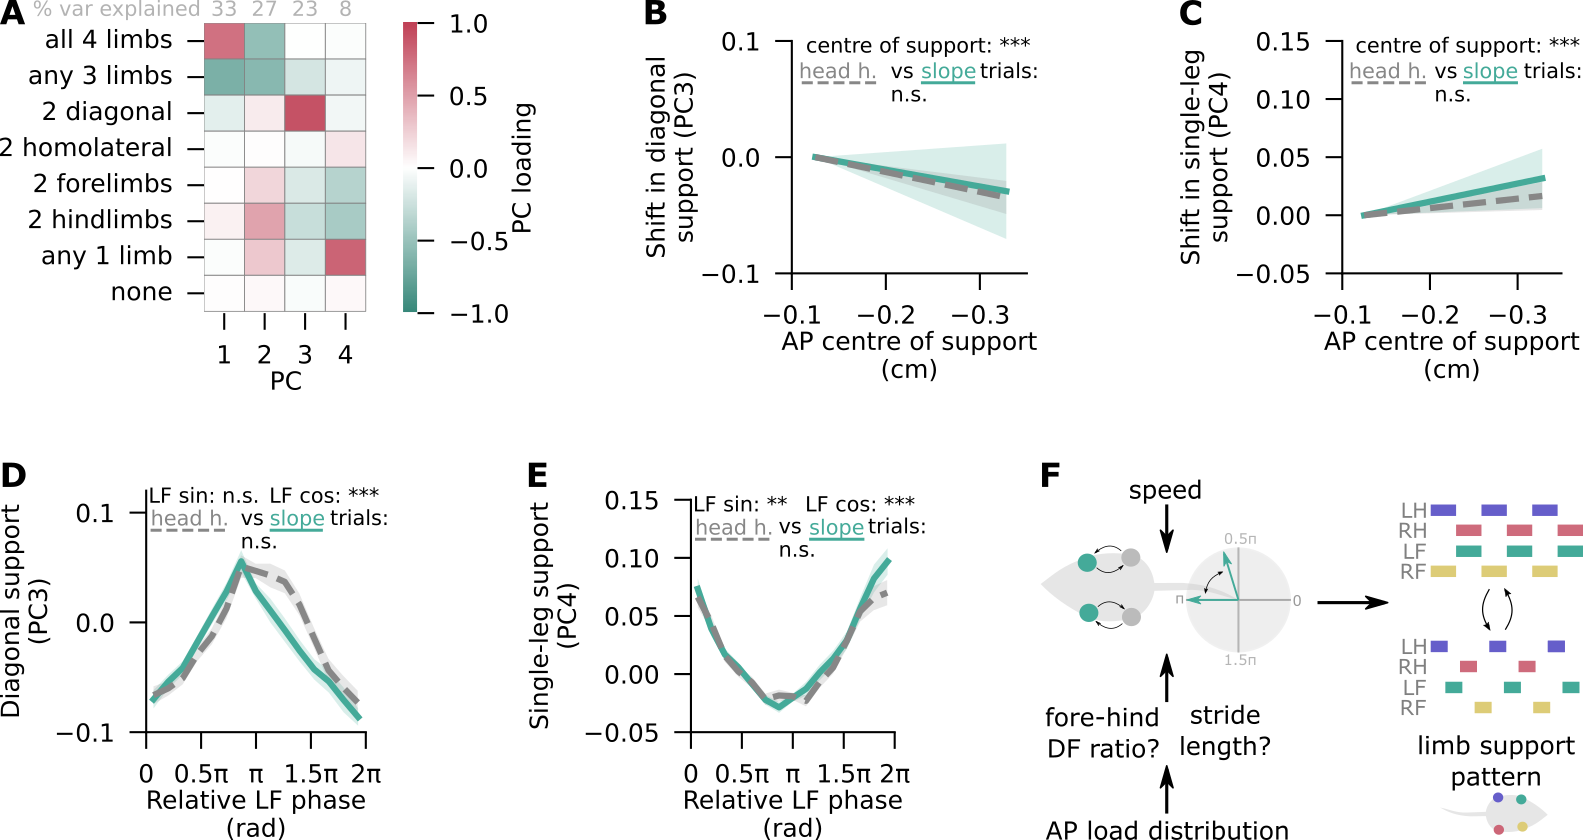 A
% var explained 33 27 23 8
all 4 limbs
any 3 limbs
2 diagonal
2 homolateral
2 forelimbs
2 hindlimbs
any 1 limb
none
1 2 3 4
PC
1.0
0.5
0.0
−0.5
−1.0
PC loading
B
centre of support: ***
head h. vs slope trials:
n.s.
Shift in diagonal
support (PC3)
0.1
0.0
−0.1
−0.1 −0.2 −0.3
AP centre of support
(cm)
C
centre of support: ***
head h. vs slope trials:
n.s.
Shift in single-leg
support (PC4)
0.15
0.10
0.05
0.00
−0.05
−0.1 −0.2 −0.3
AP centre of support
(cm)
D
LF sin: n.s. LF cos: ***
head h. vs slope trials:
n.s.
Diagonal support
(PC3)
0.1
0.0
−0.1
0 0.5π π 1.5π 2π
Relative LF phase
(rad)
E
LF sin: ** LF cos: ***
head h. vs slope trials:
n.s.
Single-leg support
(PC4)
0.15
0.10
0.05
0.00
−0.05
0 0.5π π 1.5π 2π
Relative LF phase
(rad)
F
speed
0.5π
π
0
1.5π
fore-hind
DF ratio?
stride
length?
AP load distribution
LH
RH
LF
RF
LH
RH
LF
RF
limb support
pattern